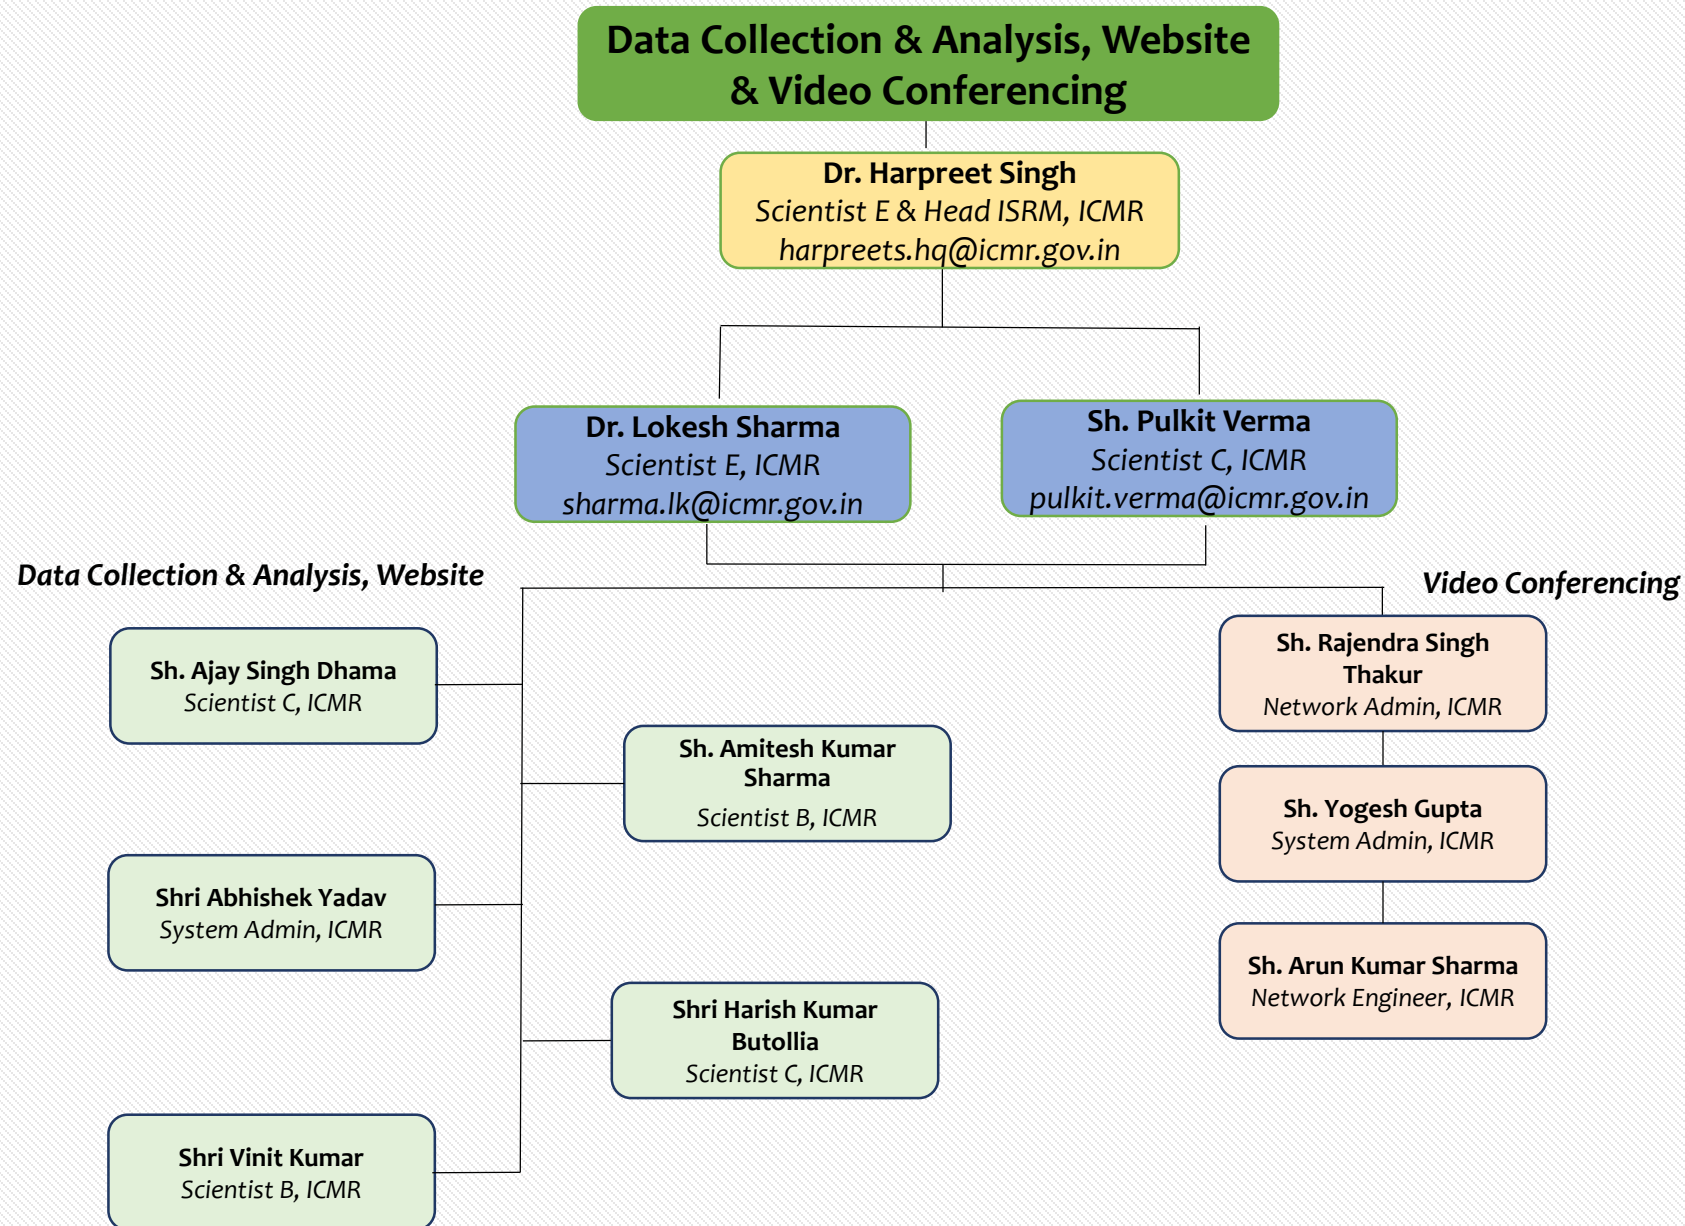 Data Collection & Analysis, Website
& Video Conferencing
Dr. Harpreet Singh
Scientist E & Head ISRM, ICMR
harpreets.hq@icmr.gov.in
Dr. Lokesh Sharma
Scientist E, ICMR
sharma.lk@icmr.gov.in
Sh. Pulkit Verma
Scientist C, ICMR
pulkit.verma@icmr.gov.in
Data Collection & Analysis, Website
Sh. Ajay Singh Dhama
Scientist C, ICMR
Sh. Amitesh Kumar
Sharma
Scientist B, ICMR
Shri Abhishek Yadav
System Admin, ICMR
Shri Harish Kumar
Butollia
Scientist C, ICMR
Shri Vinit Kumar
Scientist B, ICMR
Video Conferencing
Sh. Rajendra Singh
Thakur
Network Admin, ICMR
Sh. Yogesh Gupta
System Admin, ICMR
Sh. Arun Kumar Sharma
Network Engineer, ICMR